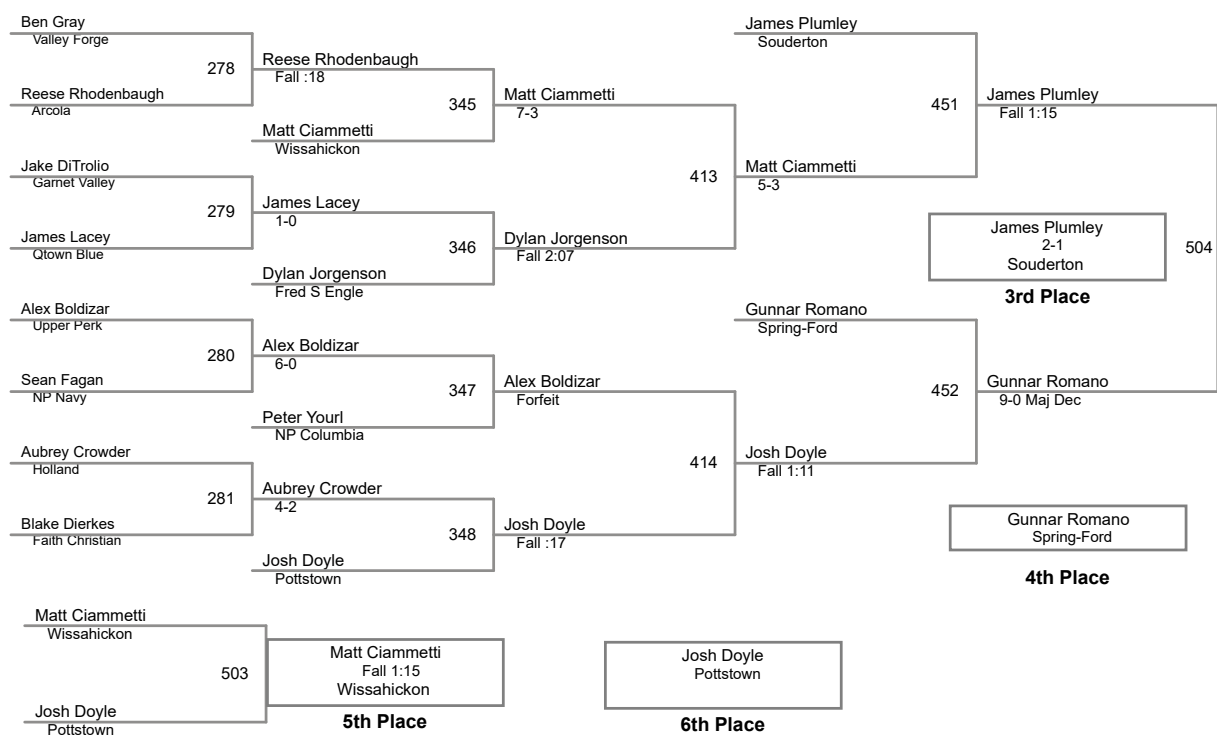 Ben Gray
Valley Forge
278
Reese Rhodenbaugh
Arcola
Jake DiTrolio
Garnet Valley
279
James Lacey
Qtown Blue
Alex Boldizar
Upper Perk
280
Sean Fagan
NP Navy
Aubrey Crowder
Holland
281
Blake Dierkes
Faith Christian
Reese Rhodenbaugh
Fall :18
345
Matt Ciammetti
Wissahickon
James Lacey
1-0
346
Dylan Jorgenson
Fred S Engle
Alex Boldizar
6-0
347
Peter Yourl
NP Columbia
Aubrey Crowder
4-2
348
Josh Doyle
Pottstown
Matt Ciammetti
7-3
413
Dylan Jorgenson
Fall 2:07
Alex Boldizar
Forfeit
414
Josh Doyle
Fall :17
James Plumley
Souderton
451
Matt Ciammetti
5-3
Gunnar Romano
Spring-Ford
452
Josh Doyle
Fall 1:11
James Plumley
Fall 1:15
504
Gunnar Romano
9-0 Maj Dec
James Plumley
2-1
Souderton
3rd Place
Gunnar Romano
Spring-Ford
4th Place
Matt Ciammetti
Wissahickon
503
Josh Doyle
Pottstown
Matt Ciammetti
Fall 1:15
Wissahickon
5th Place
Josh Doyle
Pottstown
6th Place